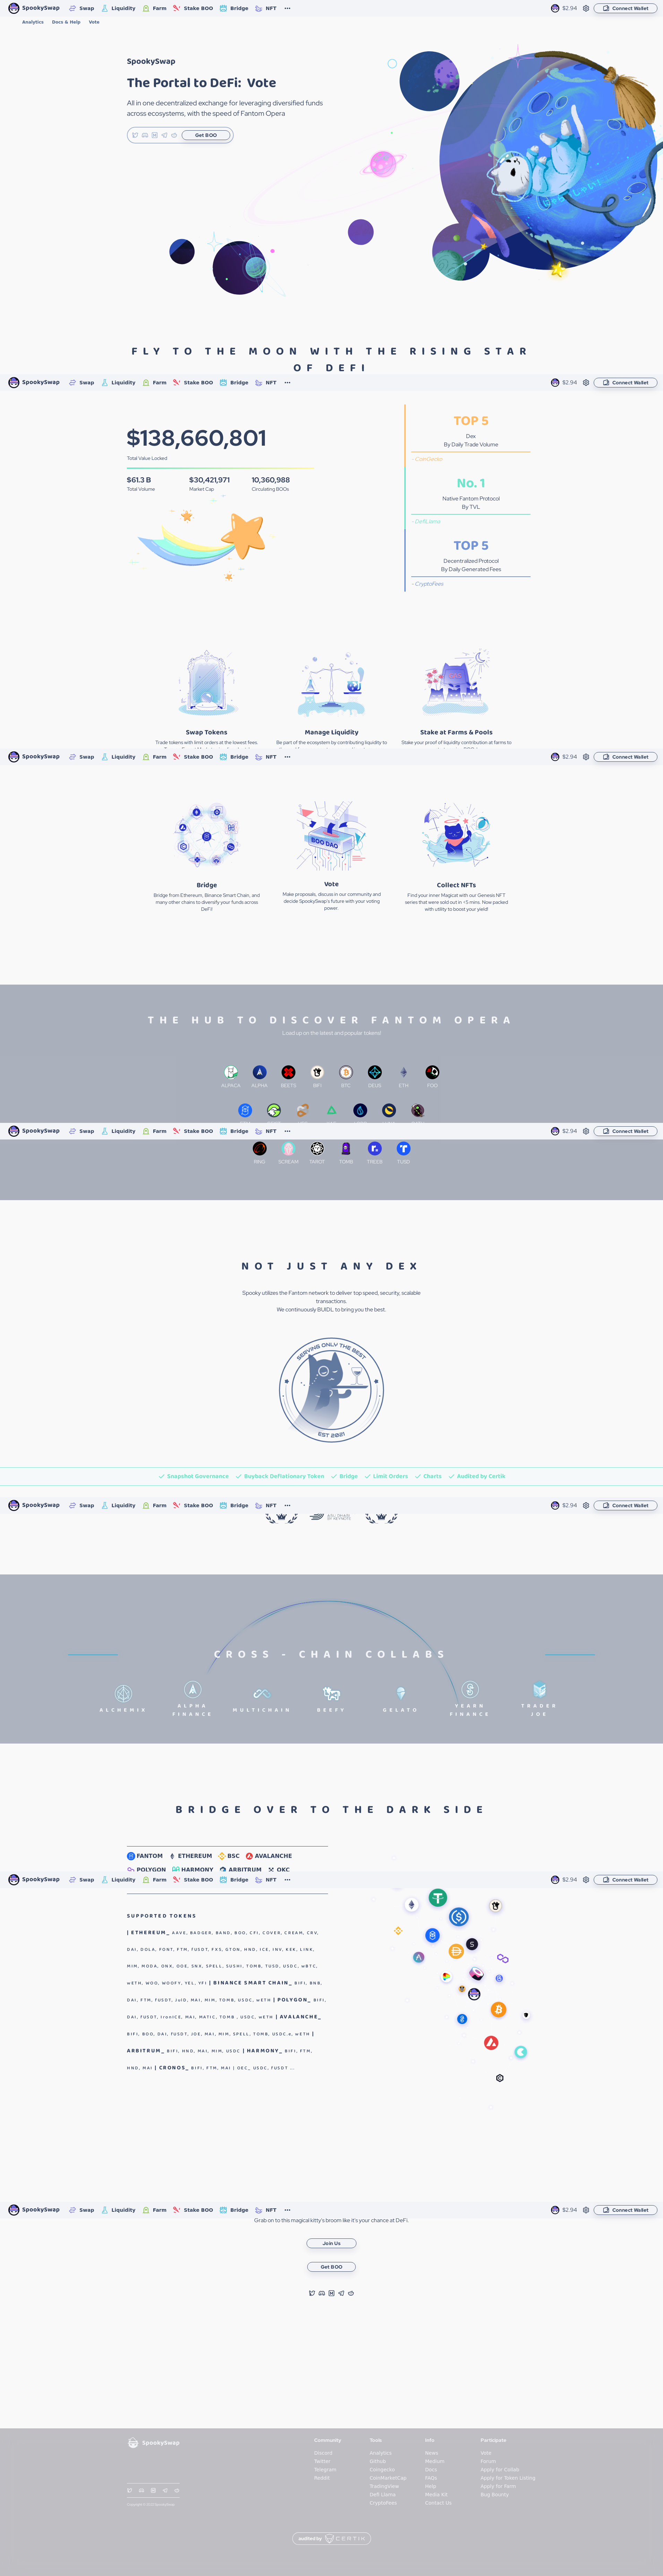 SpookySwap Swap Liquidity Farm Stake BOO Bridge NFT $2.94 Connect Wallet
Analytics Docs & Help Vote
SpookySwap
The Portal to DeFi: Vote
All in one decentralized exchange for leveraging diversified funds
across ecosystems, with the speed of Fantom Opera
Get BOO
FLY TO THE MOON WITH THE RISING STAR
OF DEFI
SpookySwap Swap Liquidity Farm Stake BOO Bridge NFT $2.94 Connect Wallet
$138,660,801
Total Value Locked
$61.3 B $30,421,971 10,360,988
Total Volume Market Cap Circulating BOOs
TOP 5
Dex
By Daily Trade Volume
-CoinGecko
No. 1
Native Fantom Protocol
By TVL
-DefiLlama
TOP 5
Decentralized Protocol
By Daily Generated Fees
-CryptoFees
Swap Tokens Manage Liquidity Stake at Farms & Pools
Trade tokens with limit orders at the lowest fees. Be part of the ecosystem by contributing liquidity to Stake your proof of liquidity contribution at farms to
SpookySwap Swap Liquidity Farm Stake BOO Bridge NFT $2.94 Connect Wallet
BOO DAO
Bridge
Bridge from Ethereum, Binance Smart Chain, and
many other chains to diversify your funds across
DeFi!
Vote
Make proposals, discuss in our community and
decide SpookySwap's future with your voting
power.
Collect NFTs
Find your inner Magicat with our Genesis NFT
series that were sold out in <5 mins. Now packed
with utility to boost your yield!
THE HUB TO DISCOVER FANTOM OPERA
Load up on the latest and popular tokens!
ALPACA ALPHA BEETS BIFI BTC DEUS ETH FOO
SpookySwap Swap Liquidity Farm Stake BOO Bridge NFT $2.94 Connect Wallet
RING SCREAM TAROT TOMB TREEB TUSD
NOT JUST ANY DEX
Spooky utilizes the Fantom network to deliver top speed, security, scalable
transactions.
We continuously BUIDL to bring you the best.
SERVING ONLY THE BEST
EST 2021
Snapshot Governance Buyback Deflationary Token Bridge Limit Orders Charts Audited by Certik
SpookySwap Swap Liquidity Farm Stake BOO Bridge NFT $2.94 Connect Wallet
CROSS - CHAIN COLLABS
ALCHEMIX
ALPHA
FINANCE
MULTICHAIN
BEEFY
GELATO
YEARN
FINANCE
TRADER
JOE
BRIDGE OVER TO THE DARK SIDE
FANTOM ETHEREUM BSC AVALANCHE
POLYGON HARMONY ARBITRUM OKC
SpookySwap Swap Liquidity Farm Stake BOO Bridge NFT $2.94 Connect Wallet
SUPPORTED TOKENS
| ETHEREUM_ AAVE, BADGER, BAND, BOO, CFI, COVER, CREAM, CRV,
DAI, DOLA, FONT, FTM, fUSDT, FXS, GTON, HND, ICE, INV, KEK, LINK,
MIM, MODA, ONX, OOE, SNX, SPELL, SUSHI, TOMB, TUSD, USDC, wBTC,
wETH, WOO, WOOFY, YEL, YFI | BINANCE SMART CHAIN_ BIFI, BNB,
DAI, FTM, fUSDT, JulD, MAI, MIM, TOMB, USDC, wETH | POLYGON_ BIFI,
DAI, fUSDT, ironICE, MAI, MATIC, TOMB , USDC, wETH | AVALANCHE_
BIFI, BOO, DAI, fUSDT, JOE, MAI, MIM, SPELL, TOMB, USDC.e, wETH |
ARBITRUM_ BIFI, HND, MAI, MIM, USDC | HARMONY_ BIFI, FTM,
HND, MAI | CRONOS_ BIFI, FTM, MAI | OEC_ USDC, fUSDT ...
SpookySwap Swap Liquidity Farm Stake BOO Bridge NFT $2.94 Connect Wallet
Grab on to this magical kitty's broom like it's your chance at DeFi.
Join Us
Get BOO
SpookySwap
Community Tools Info Participate
Discord Analytics News Vote
Twitter Github Medium Forum
Telegram Coingecko Docs Apply for Collab
Reddit CoinMarketCap FAQs Apply for Token Listing
TradingView Help Apply for Farm
Defi Llama Media Kit Bug Bounty
CryptoFees Contact Us
audited by CERTIK